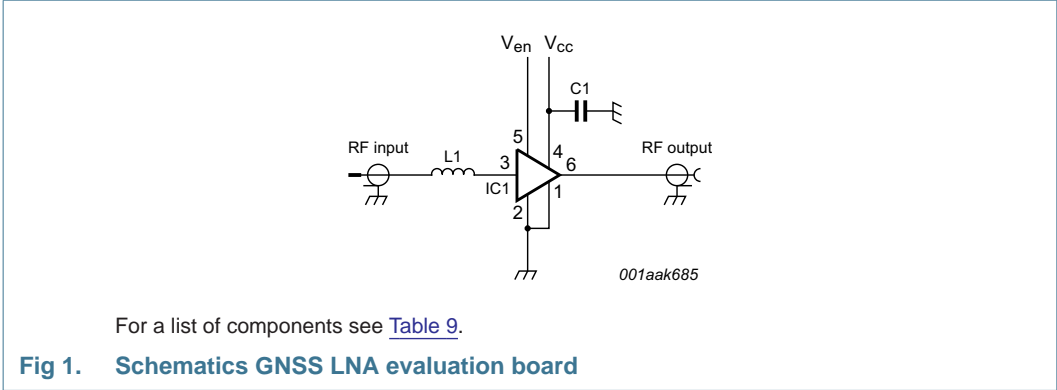 Ven Vcc
C1
5
4
RF input
L1
3
6
RF output
IC1
1
2
001aak685
For a list of components see Table 9.
Fig 1. Schematics GNSS LNA evaluation board